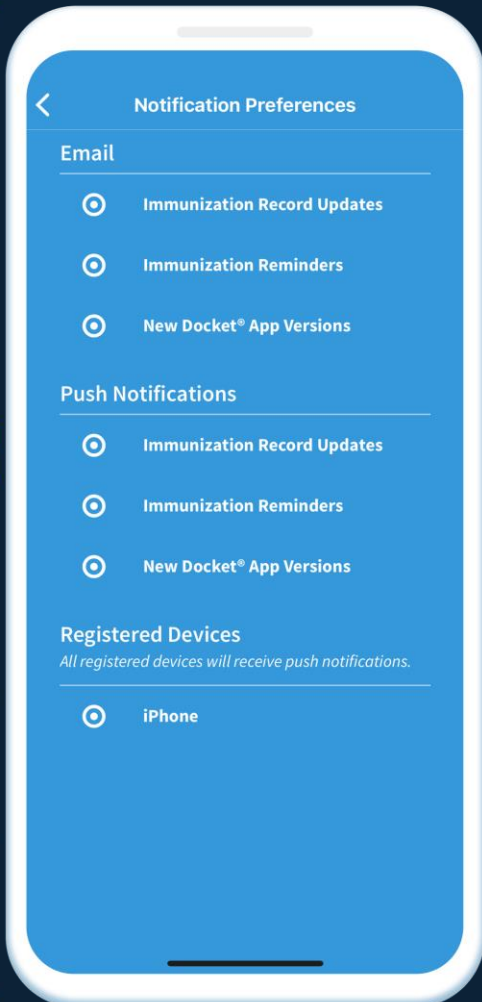 Notification Preferences
Email
Immunization Record Updates
Immunization Reminders
New Docket® App Versions
Push Notifications
Immunization Record Updates
Immunization Reminders
New Docket® App Versions
Registered Devices
All registered devices will receive push notifications.
iPhone